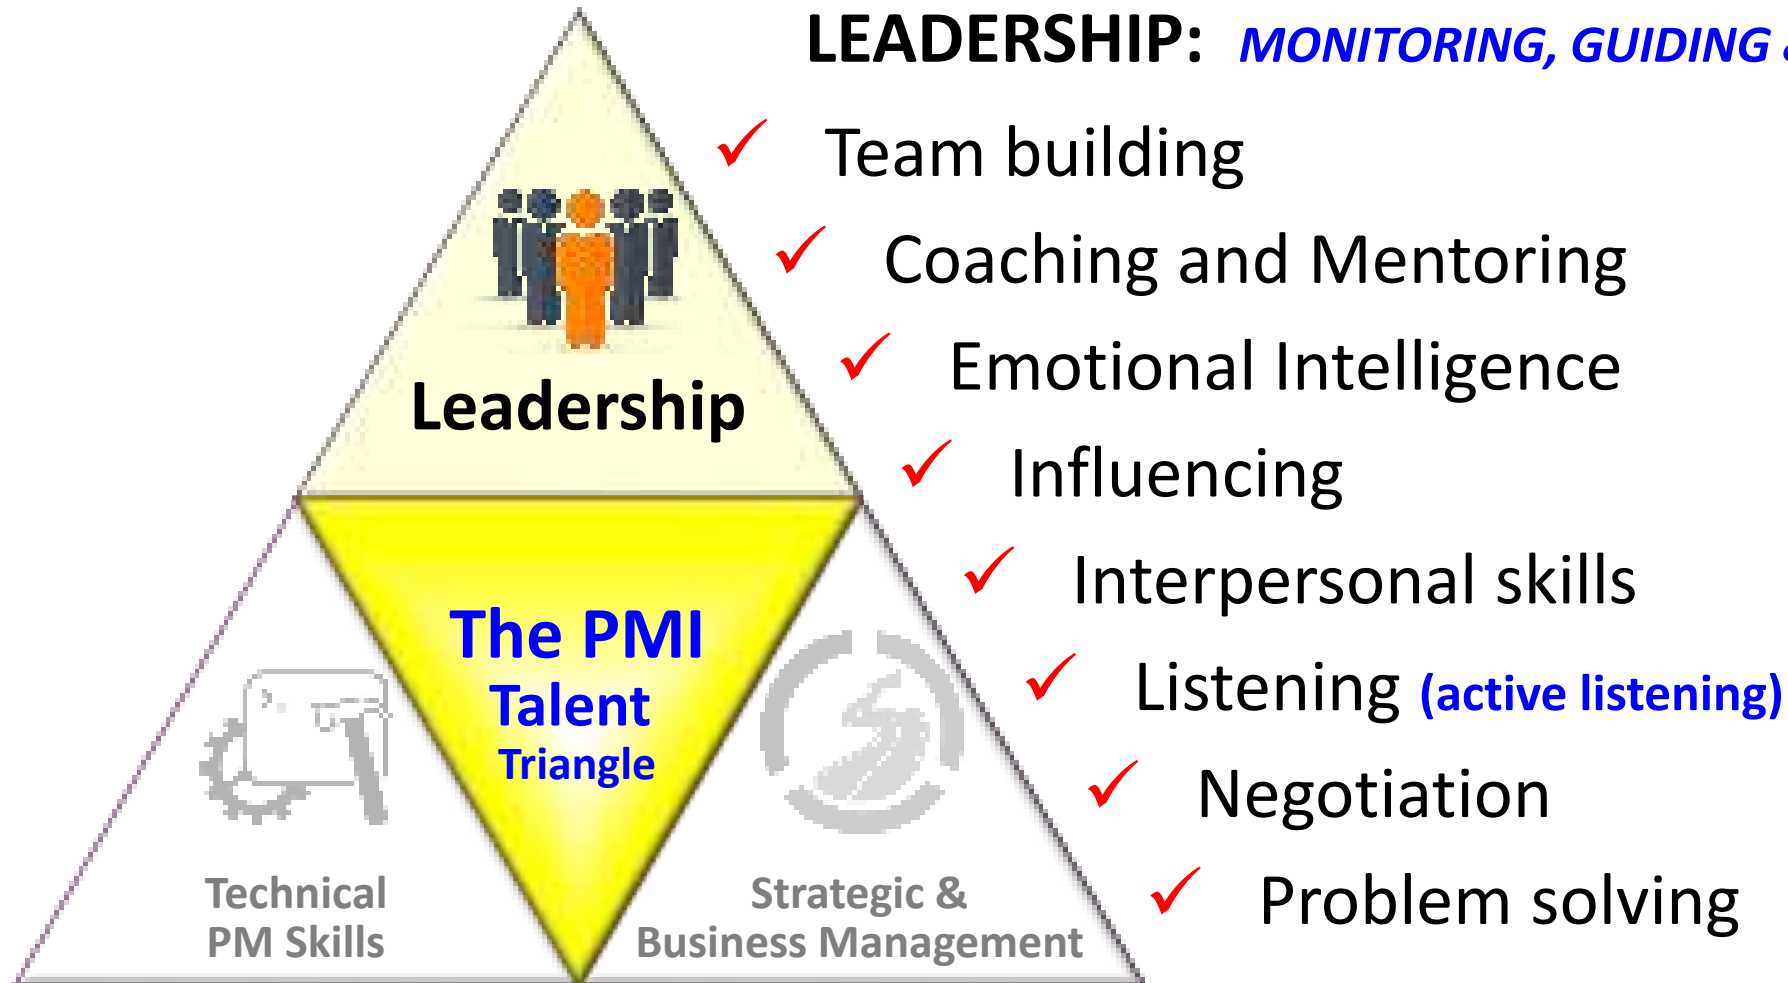 LEADERSHIP: MONITORING, GUIDING &
✓ Team building
✓ Coaching and Mentoring
✓ Emotional Intelligence
Leadership
✓ Influencing
✓ Interpersonal skills
The PMI
Talent
Triangle
✓ Listening (active listening)
✓ Negotiation
✓ Problem solving
Technical
PM Skills
Strategic &
Business Management